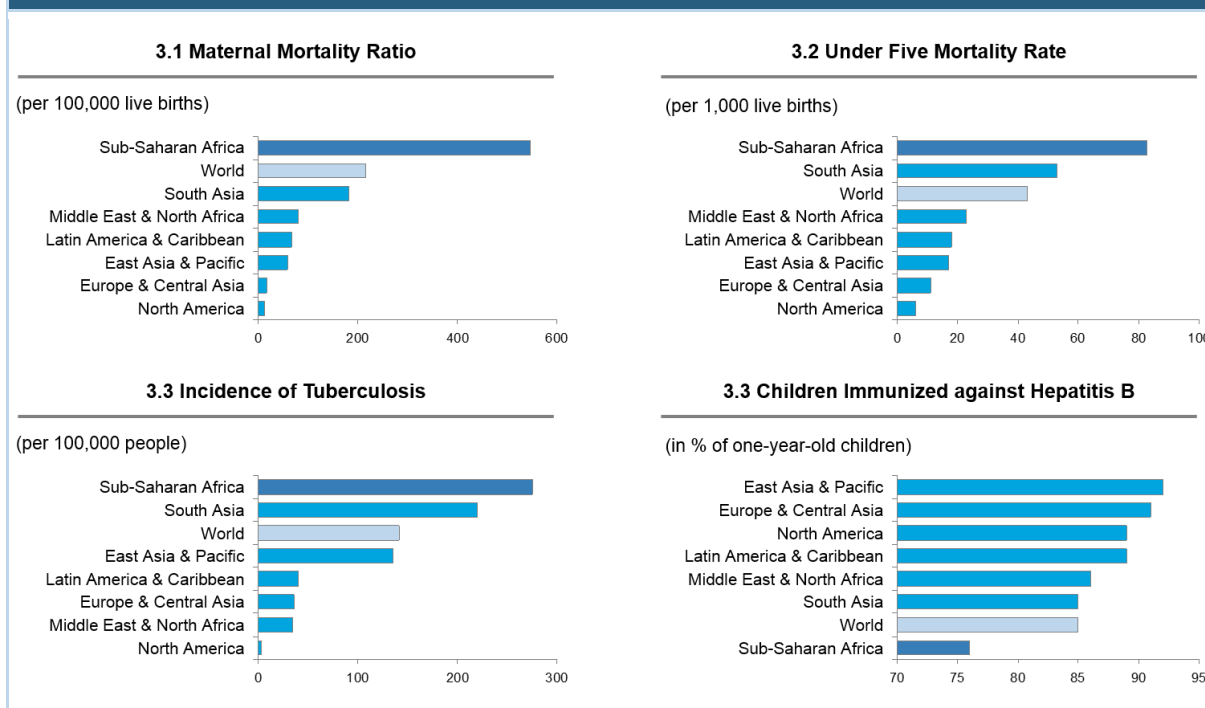 3.1 Maternal Mortality Ratio
(per 100,000 live births)
Sub-Saharan Africa
World
South Asia
Middle East & North Africa
Latin America & Caribbean
East Asia & Pacific
Europe & Central Asia
North America
0 200 400 600
3.2 Under Five Mortality Rate
(per 1,000 live births)
Sub-Saharan Africa
South Asia
World
Middle East & North Africa
Latin America & Caribbean
East Asia & Pacific
Europe & Central Asia
North America
0 20 40 60 80 100
3.3 Incidence of Tuberculosis
(per 100,000 people)
Sub-Saharan Africa
South Asia
World
East Asia & Pacific
Latin America & Caribbean
Europe & Central Asia
Middle East & North Africa
North America
0 100 200 300
3.3 Children Immunized against Hepatitis B
(in % of one-year-old children)
East Asia & Pacific
Europe & Central Asia
North America
Latin America & Caribbean
Middle East & North Africa
South Asia
World
Sub-Saharan Africa
70 75 80 85 90 95